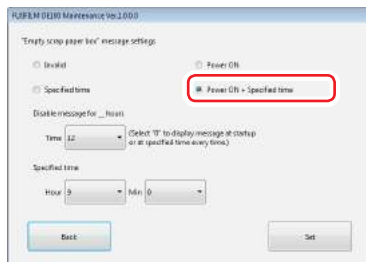 FUJIFILM DE100 Maintenance Ver.1.0.0.0
"Empty scrap paper box" message settings
Invalid
Power ON
Specified time
Power ON + Specified time
Disable message for __ hours
Time 12
(Select "0" to display message at startup
or at specified time every time.)
Specified time
Hour 9 Min 0
Back
Set